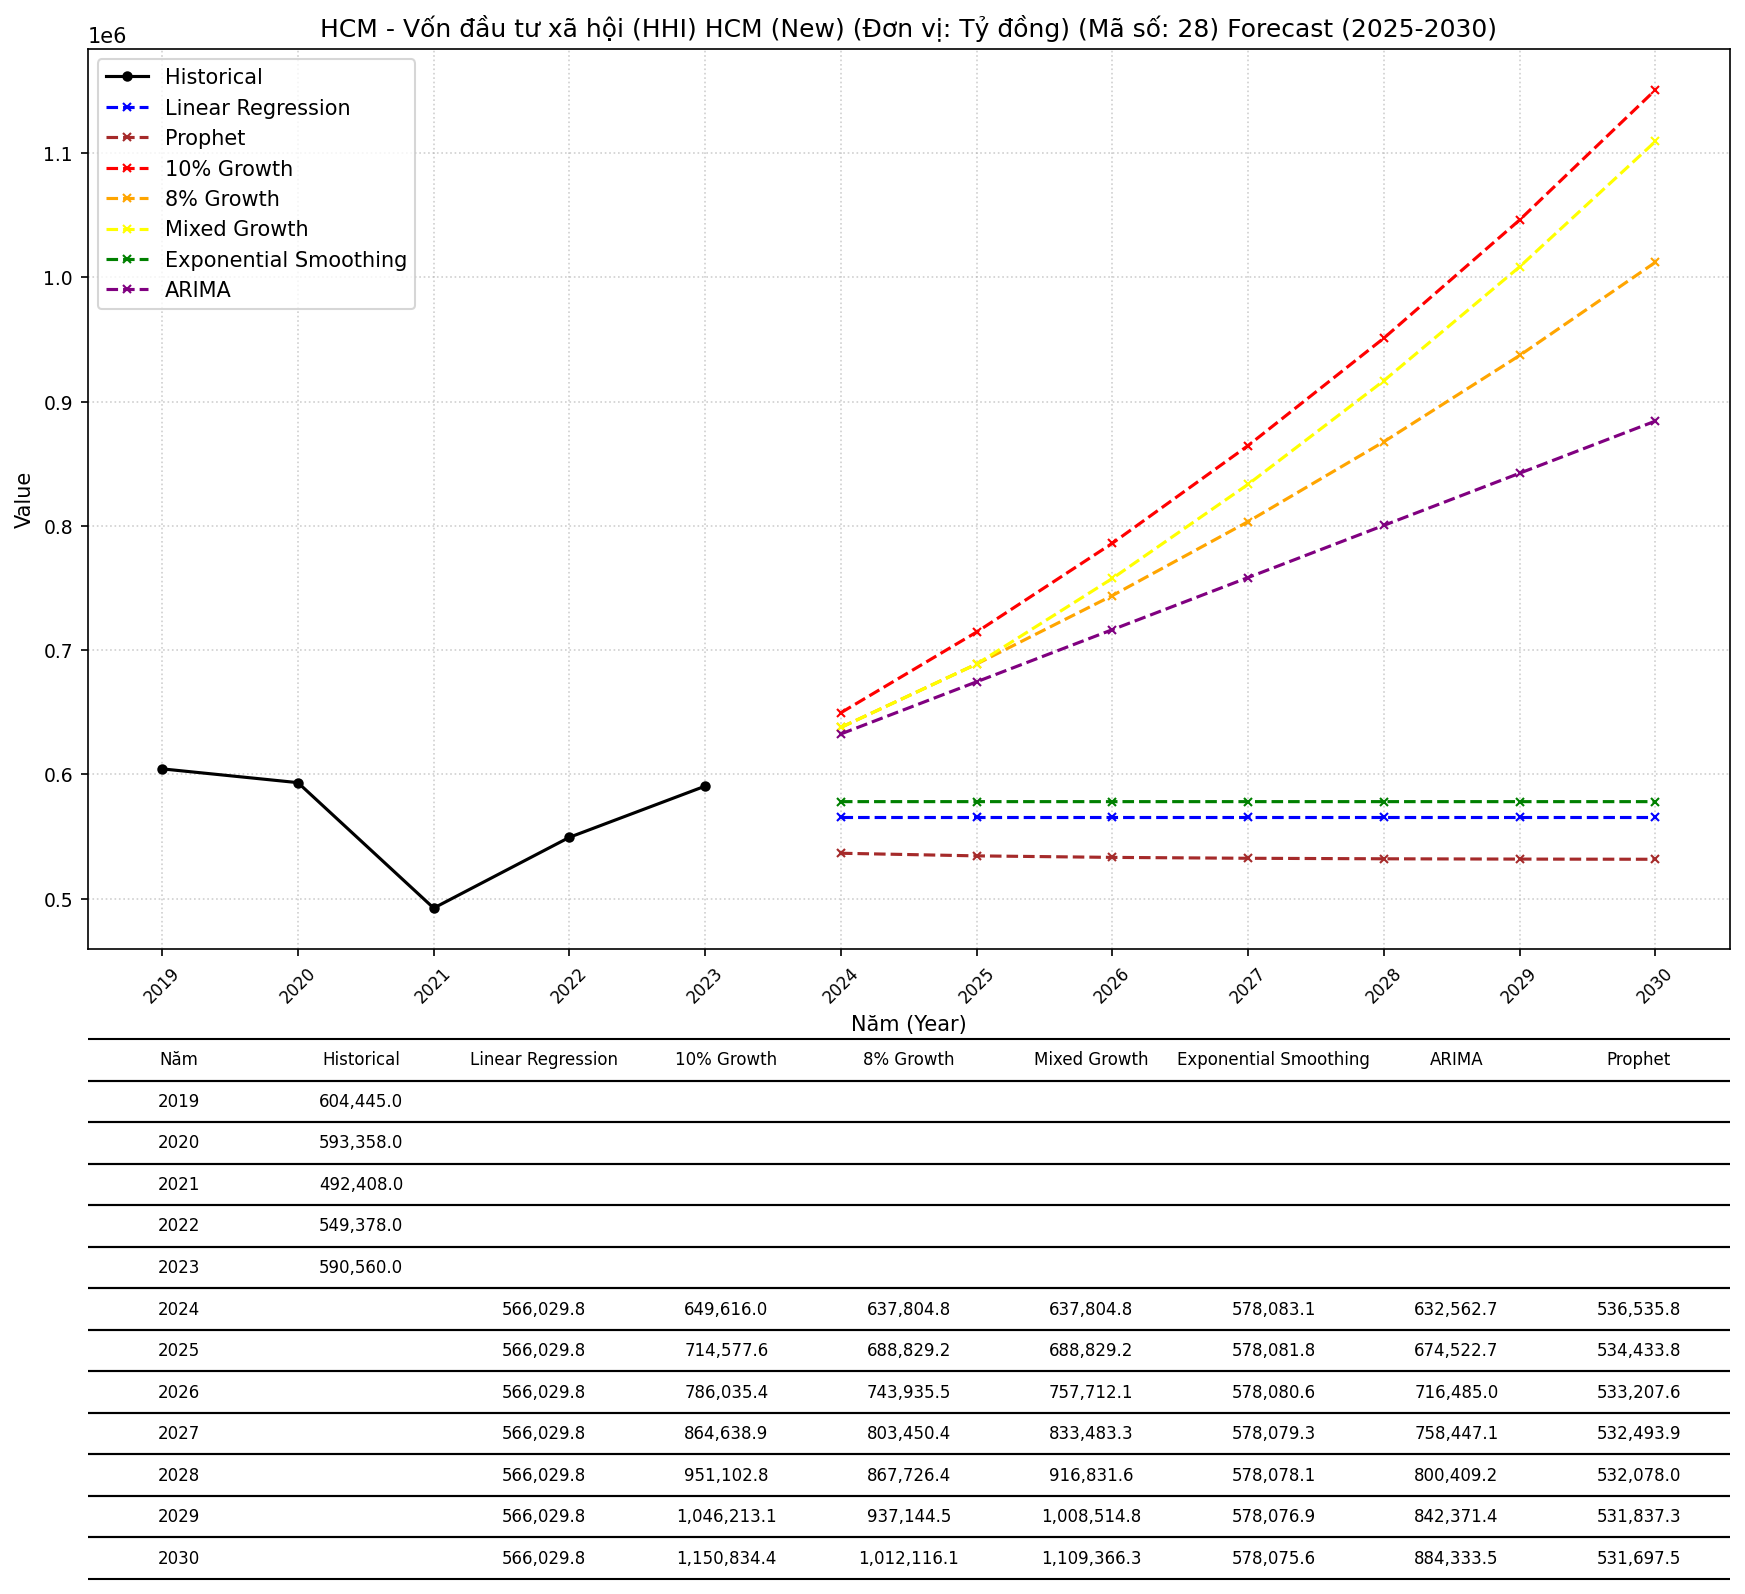 HCM - Vốn đầu tư xã hội (HHI) HCM (New) (Đơn vị: Tỷ đồng) (Mã số: 28) Forecast (2025-2030)
1e6
Historical
Linear Regression
Prophet
10% Growth
8% Growth
Mixed Growth
Exponential Smoothing
ARIMA
1.1
1.0
0.9
0.8
0.7
0.6
0.5
Value
2019 2020 2021 2022 2023 2024 2025 2026 2027 2028 2029 2030
Năm (Year)
Năm Historical Linear Regression 10% Growth 8% Growth Mixed Growth Exponential Smoothing ARIMA Prophet
2019 604,445.0
2020 593,358.0
2021 492,408.0
2022 549,378.0
2023 590,560.0
2024 566,029.8 649,616.0 637,804.8 637,804.8 578,083.1 632,562.7 536,535.8
2025 566,029.8 714,577.6 688,829.2 688,829.2 578,081.8 674,522.7 534,433.8
2026 566,029.8 786,035.4 743,935.5 757,712.1 578,080.6 716,485.0 533,207.6
2027 566,029.8 864,638.9 803,450.4 833,483.3 578,079.3 758,447.1 532,493.9
2028 566,029.8 951,102.8 867,726.4 916,831.6 578,078.1 800,409.2 532,078.0
2029 566,029.8 1,046,213.1 937,144.5 1,008,514.8 578,076.9 842,371.4 531,837.3
2030 566,029.8 1,150,834.4 1,012,116.1 1,109,366.3 578,075.6 884,333.5 531,697.5